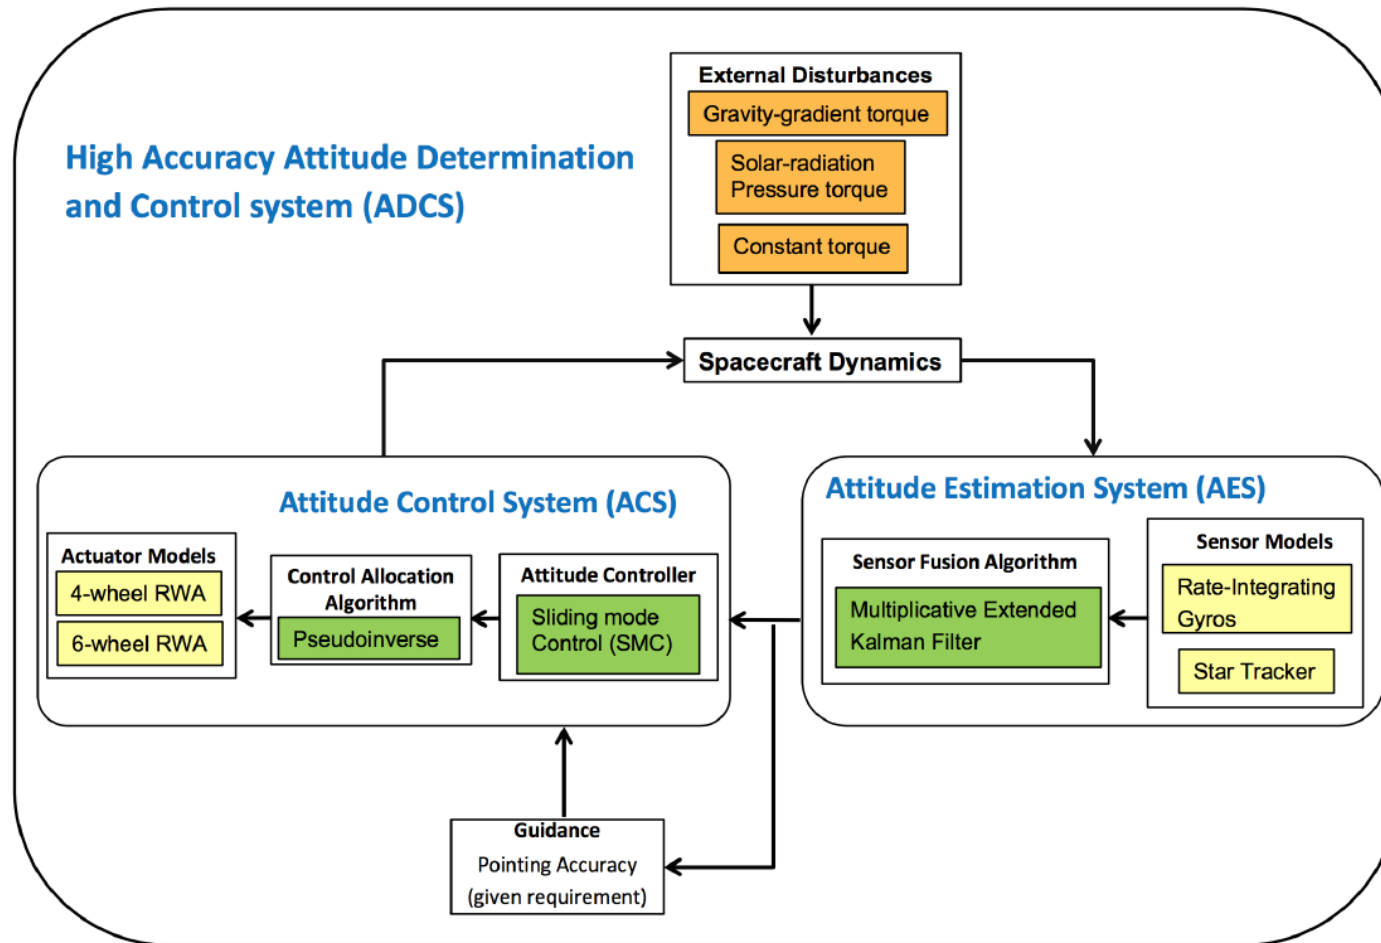 External Disturbances
Gravity-gradient torque
Solar-radiation
Pressure torque
Constant torque
High Accuracy Attitude Determination
and Control system (ADCS)
Spacecraft Dynamics
Attitude Control System (ACS)
Actuator Models
4-wheel RWA
6-wheel RWA
Control Allocation
Algorithm
Pseudoinverse
Attitude Controller
Sliding mode
Control (SMC)
Attitude Estimation System (AES)
Sensor Fusion Algorithm
Multiplicative Extended
Kalman Filter
Sensor Models
Rate-Integrating
Gyros
Star Tracker
Guidance
Pointing Accuracy
(given requirement)